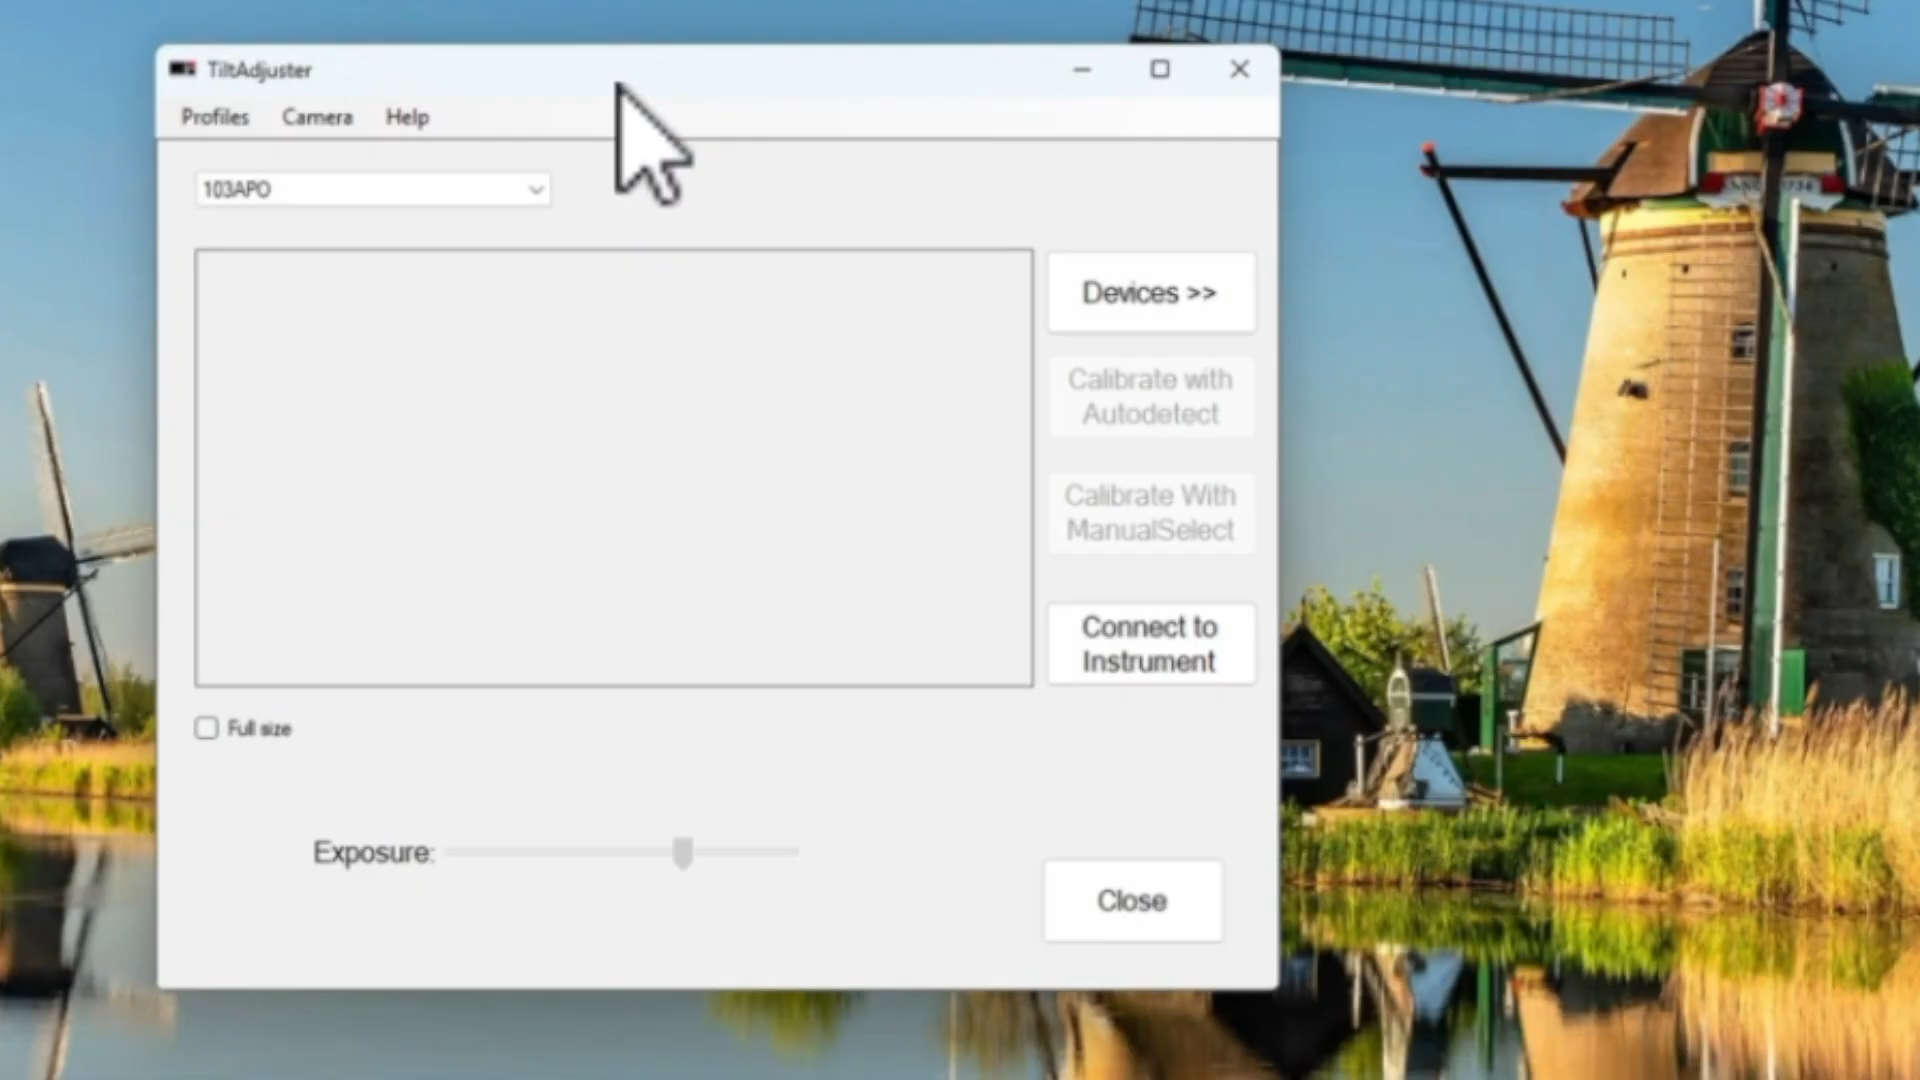 TiltAdjuster
Profiles Camera Help
103APO
Devices >>
Calibrate with
Autodetect
Calibrate With
ManualSelect
Connect to
Instrument
Full size
Exposure:
Close